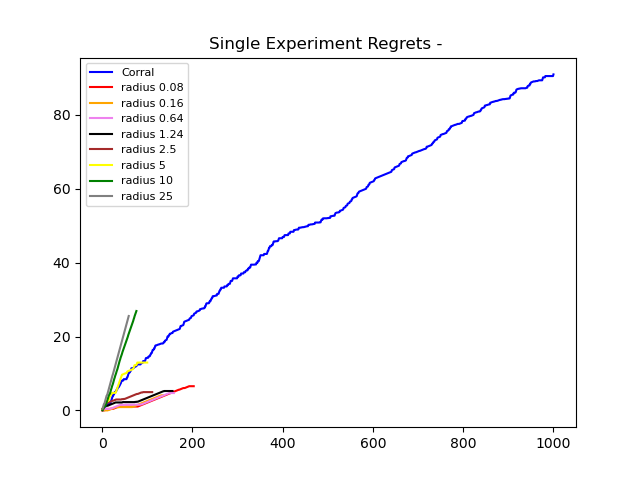 Single Experiment Regrets -
Corral
radius 0.08
radius 0.16
radius 0.64
radius 1.24
radius 2.5
radius 5
radius 10
radius 25
80
60
40
20
0
0 200 400 600 800 1000